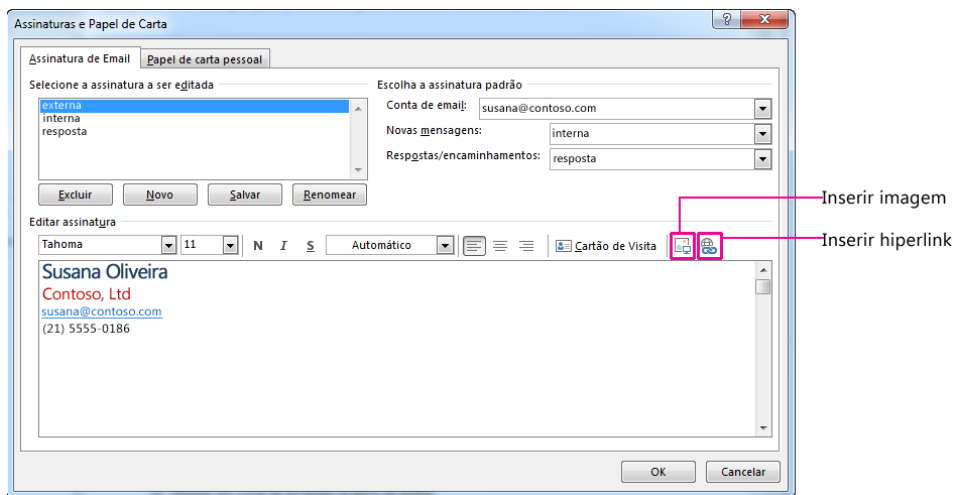 Assinaturas e Papel de Carta
Assinatura de Email
Papel de carta pessoal
Selecione a assinatura a ser editada
externa
interna
resposta
Excluir
Novo
Salvar
Renomear
Escolha a assinatura padrão
Conta de email: susana@contoso.com
Novas mensagens: interna
Respostas/encaminhamentos: resposta
Editar assinatura
Tahoma 11 N I S Automático Cartão de Visita
Inserir imagem
Inserir hiperlink
Susana Oliveira
Contoso, Ltd
susana@contoso.com
(21) 5555-0186
OK
Cancelar